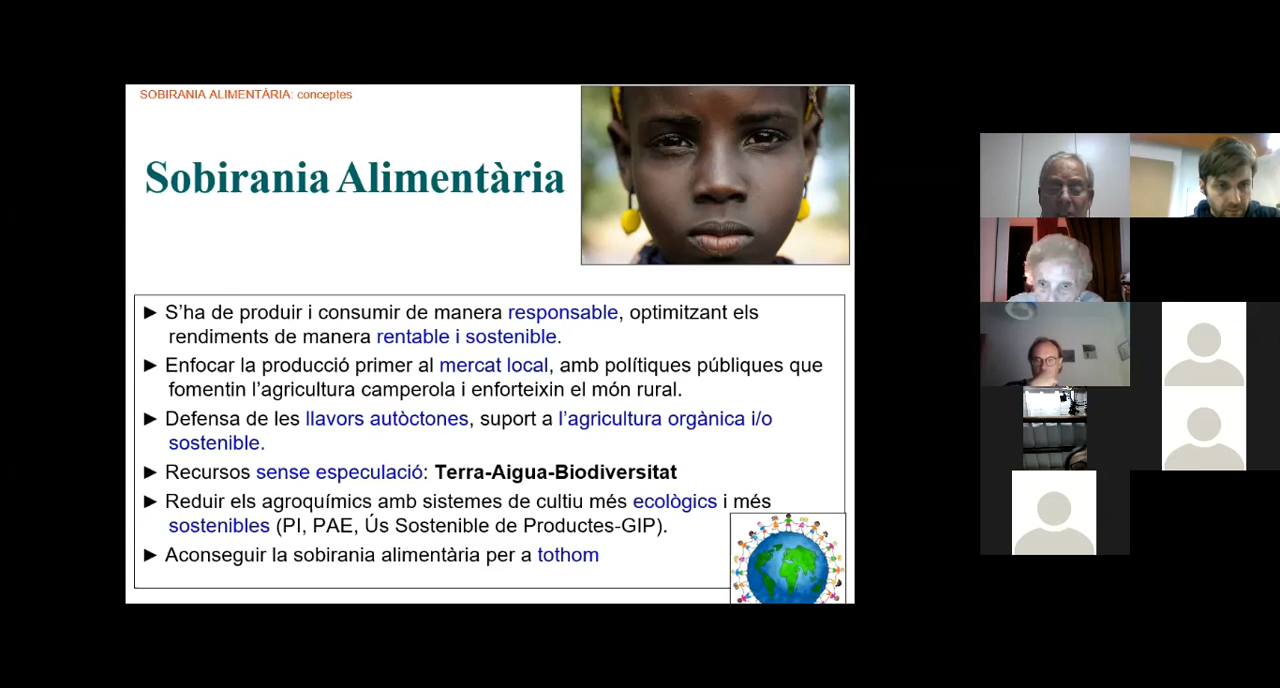 SOBIRANIA ALIMENTÀRIA: conceptes
Sobirania Alimentària
► S’ha de produir i consumir de manera responsable, optimitzant els
rendiments de manera rentable i sostenible.
► Enfocar la producció primer al mercat local, amb polítiques públiques que
fomentin l’agricultura camperola i enforteixin el món rural.
► Defensa de les llavors autòctones, suport a l’agricultura orgànica i/o
sostenible.
► Recursos sense especulació: Terra-Aigua-Biodiversitat
► Reduir els agroquímics amb sistemes de cultiu més ecològics i més
sostenibles (PI, PAE, Ús Sostenible de Productes-GIP).
► Aconseguir la sobirania alimentària per a tothom